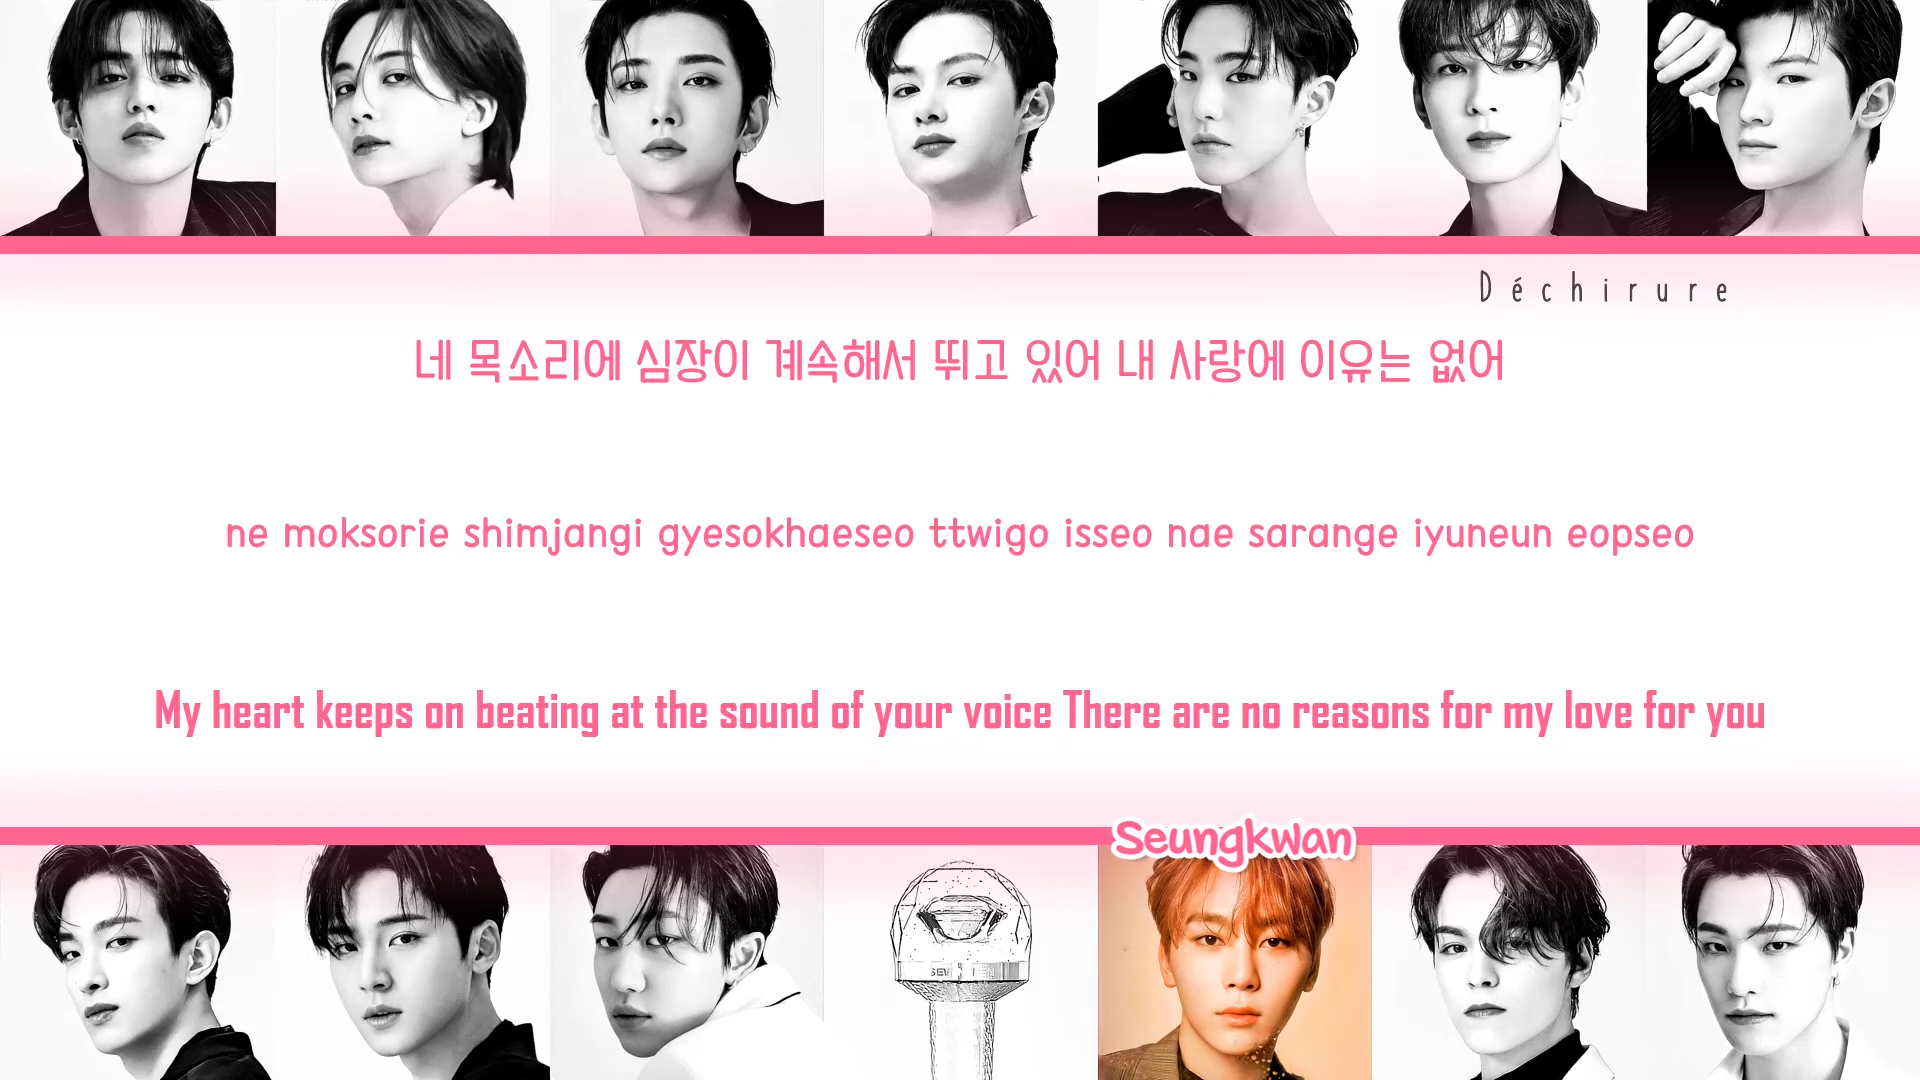 Déchirure
네 목소리에 심장이 계속해서 뛰고 있어 내 사랑에 이유는 없어
ne moksorie shimjangi gyesokhaeseo ttwigo isseo nae sarange iyuneun eopseo
My heart keeps on beating at the sound of your voice There are no reasons for my love for you
Seungkwan